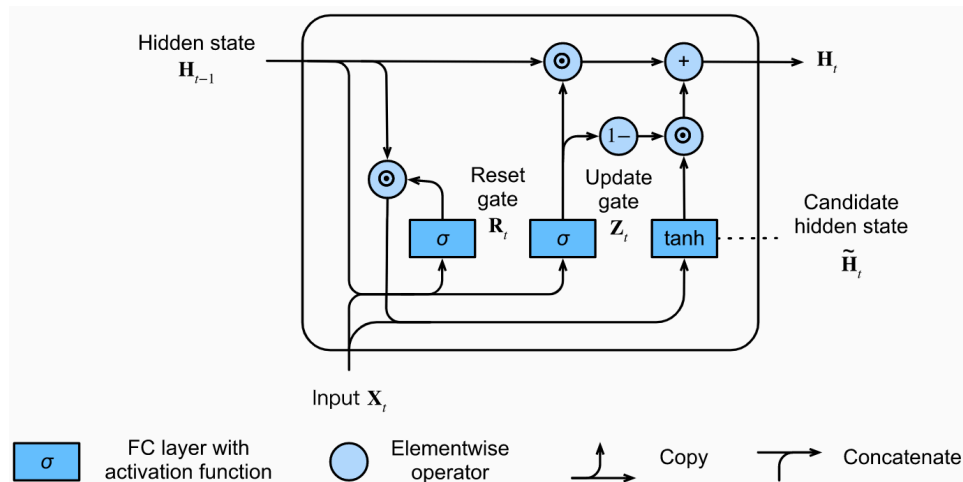 Hidden state
H_{t−1}
H_t
+
1−
Reset
gate
R_t
Update
gate
Z_t
Candidate
hidden state
H̃_t
σ
σ
tanh
Input X_t
σ
FC layer with
activation function
Elementwise
operator
Copy
Concatenate